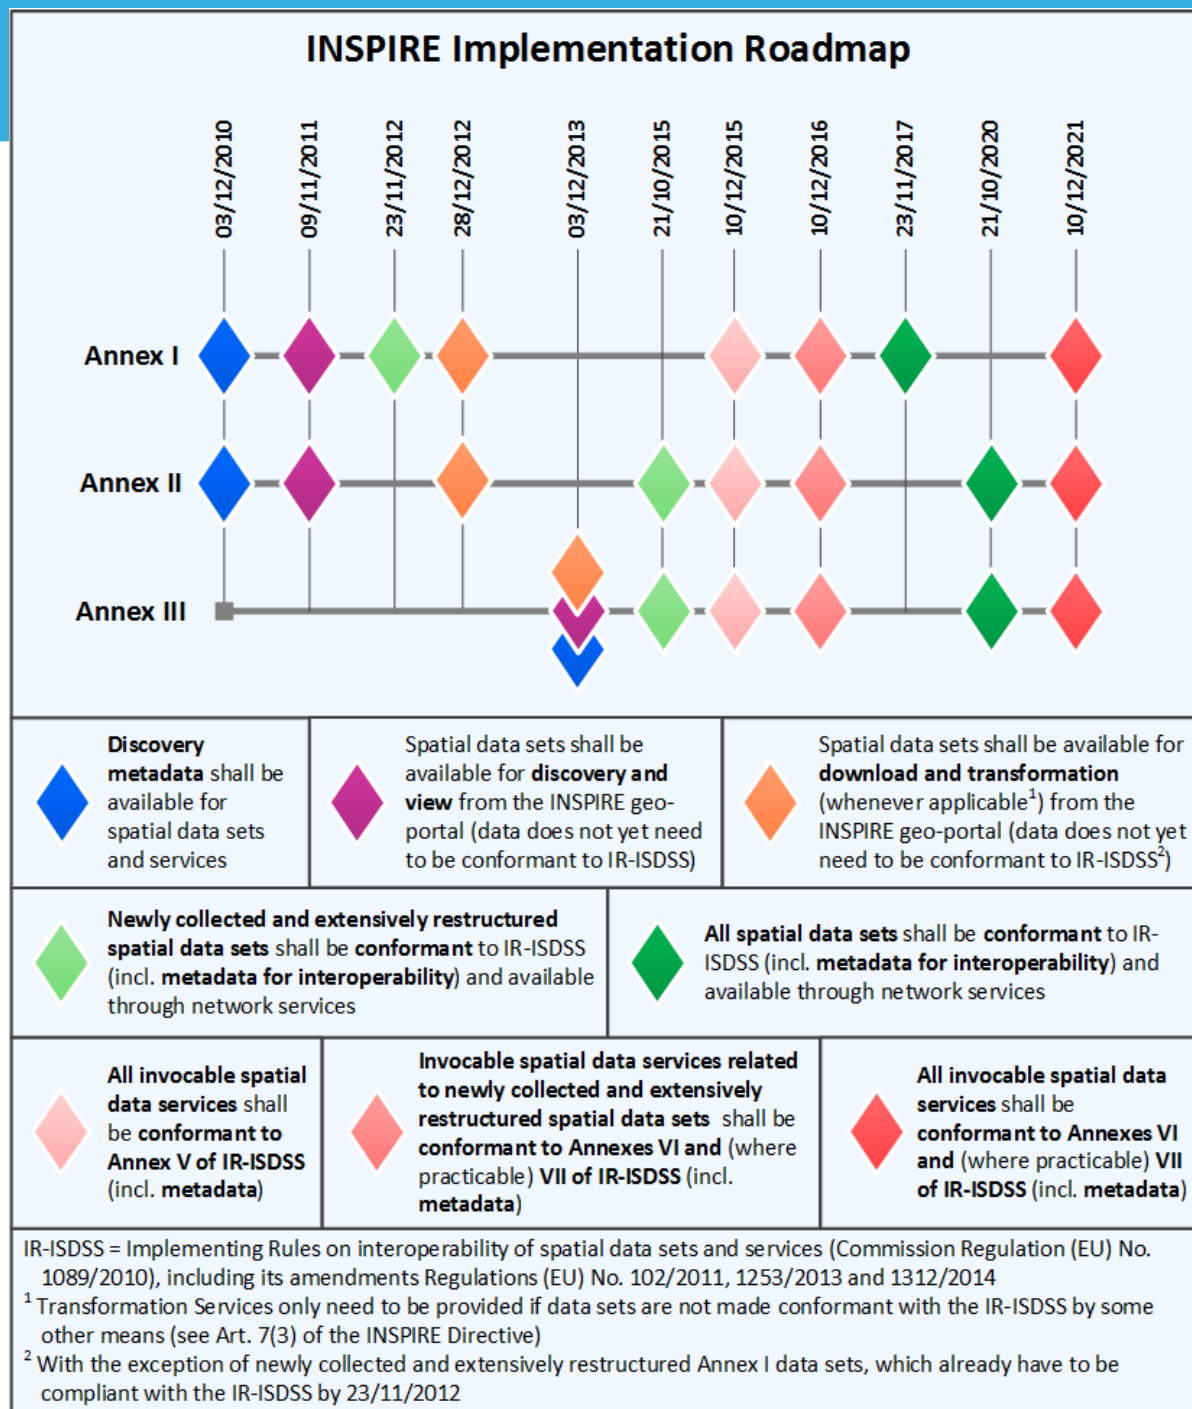 INSPIRE Implementation Roadmap
03/12/2010
09/11/2011
23/11/2012
28/12/2012
03/12/2013
21/10/2015
10/12/2015
10/12/2016
23/11/2017
21/10/2020
10/12/2021
Annex I
Annex II
Annex III
Discovery
metadata shall be
available for
spatial data sets
and services
Spatial data sets shall be
available for discovery and
view from the INSPIRE geo-
portal (data does not yet need
to be conformant to IR-ISDSS)
Spatial data sets shall be available for
download and transformation
(whenever applicable¹) from the
INSPIRE geo-portal (data does not yet
need to be conformant to IR-ISDSS²)
Newly collected and extensively restructured
spatial data sets shall be conformant to IR-ISDSS
(incl. metadata for interoperability) and available
through network services
All spatial data sets shall be conformant to IR-
ISDSS (incl. metadata for interoperability) and
available through network services
All invocable spatial
data services shall
be conformant to
Annex V of IR-ISDSS
(incl. metadata)
Invocable spatial data services related
to newly collected and extensively
restructured spatial data sets shall be
conformant to Annexes VI and (where
practicable) VII of IR-ISDSS (incl.
metadata)
All invocable spatial data
services shall be
conformant to Annexes VI
and (where practicable) VII
of IR-ISDSS (incl. metadata)
IR-ISDSS = Implementing Rules on interoperability of spatial data sets and services (Commission Regulation (EU) No.
1089/2010), including its amendments Regulations (EU) No. 102/2011, 1253/2013 and 1312/2014
¹ Transformation Services only need to be provided if data sets are not made conformant with the IR-ISDSS by some
other means (see Art. 7(3) of the INSPIRE Directive)
² With the exception of newly collected and extensively restructured Annex I data sets, which already have to be
compliant with the IR-ISDSS by 23/11/2012